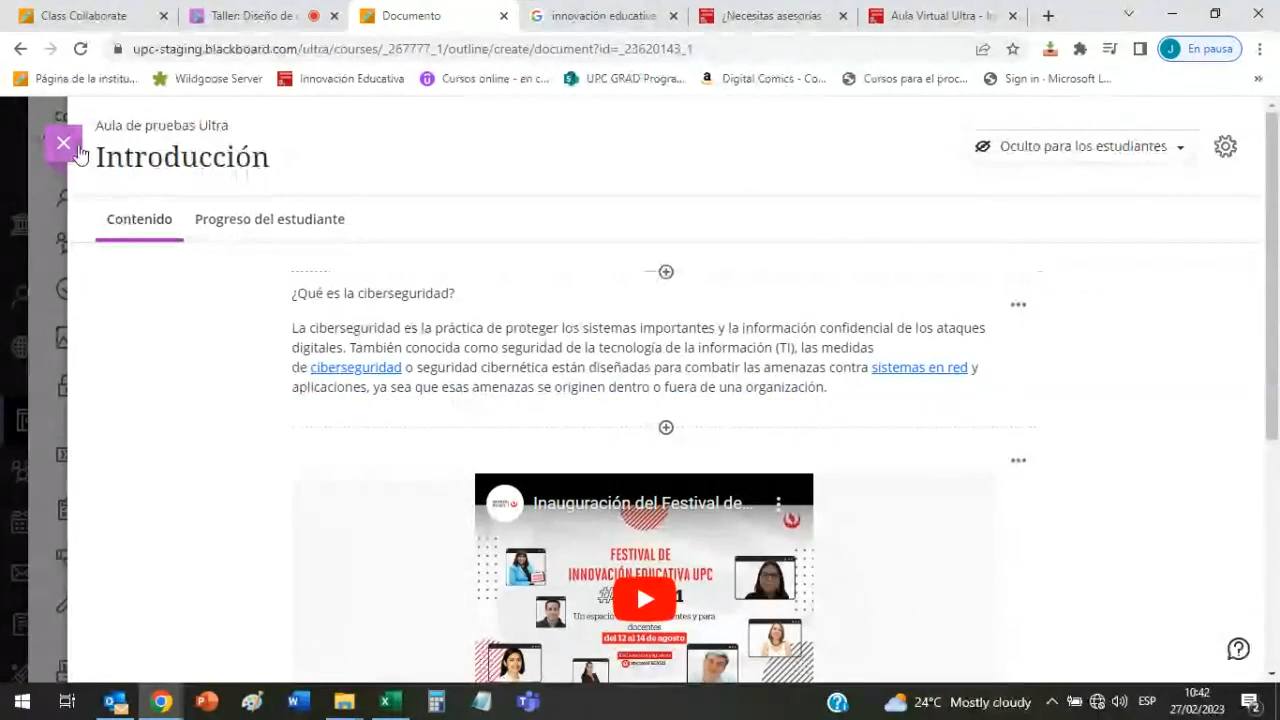 Class Collaborate
Taller: Diseño de
Documento
innovación educativa
¿Necesitas asesorías
Aula Virtual Ultra - In
upc-staging.blackboard.com/ultra/courses/_267777_1/outline/create/document?id=_23620143_1
J
En pausa
Página de la institu...
Wildgoose Server
Innovación Educativa
Cursos online - en c...
UPC GRAD Progra...
Digital Comics - Co...
Cursos para el proc...
Sign in - Microsoft L...
»
Aula de pruebas Ultra
Introducción
Oculto para los estudiantes
Contenido
Progreso del estudiante
¿Qué es la ciberseguridad?
La ciberseguridad es la práctica de proteger los sistemas importantes y la información confidencial de los ataques
digitales. También conocida como seguridad de la tecnología de la información (TI), las medidas
de ciberseguridad o seguridad cibernética están diseñadas para combatir las amenazas contra sistemas en red y
aplicaciones, ya sea que esas amenazas se originen dentro o fuera de una organización.
Inauguración del Festival de...
FESTIVAL DE
INNOVACIÓN EDUCATIVA UPC
Un espacio
docentes
del 12 al 14 de agosto
24°C Mostly cloudy
ESP
10:42
27/02/2023